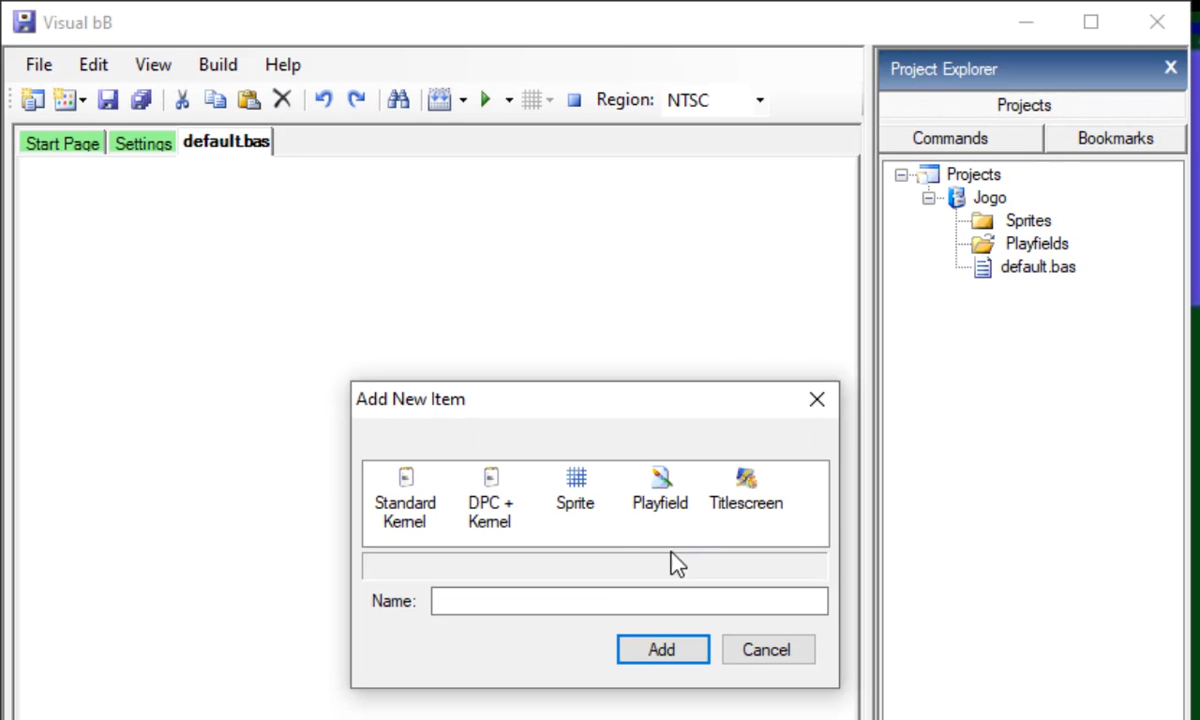 Visual bB
File Edit View Build Help
Region: NTSC
Start Page Settings default.bas
Project Explorer X
Projects
Commands Bookmarks
Projects
Jogo
Sprites
Playfields
default.bas
Add New Item
Standard Kernel
DPC + Kernel
Sprite
Playfield
Titlescreen
Name:
Add Cancel